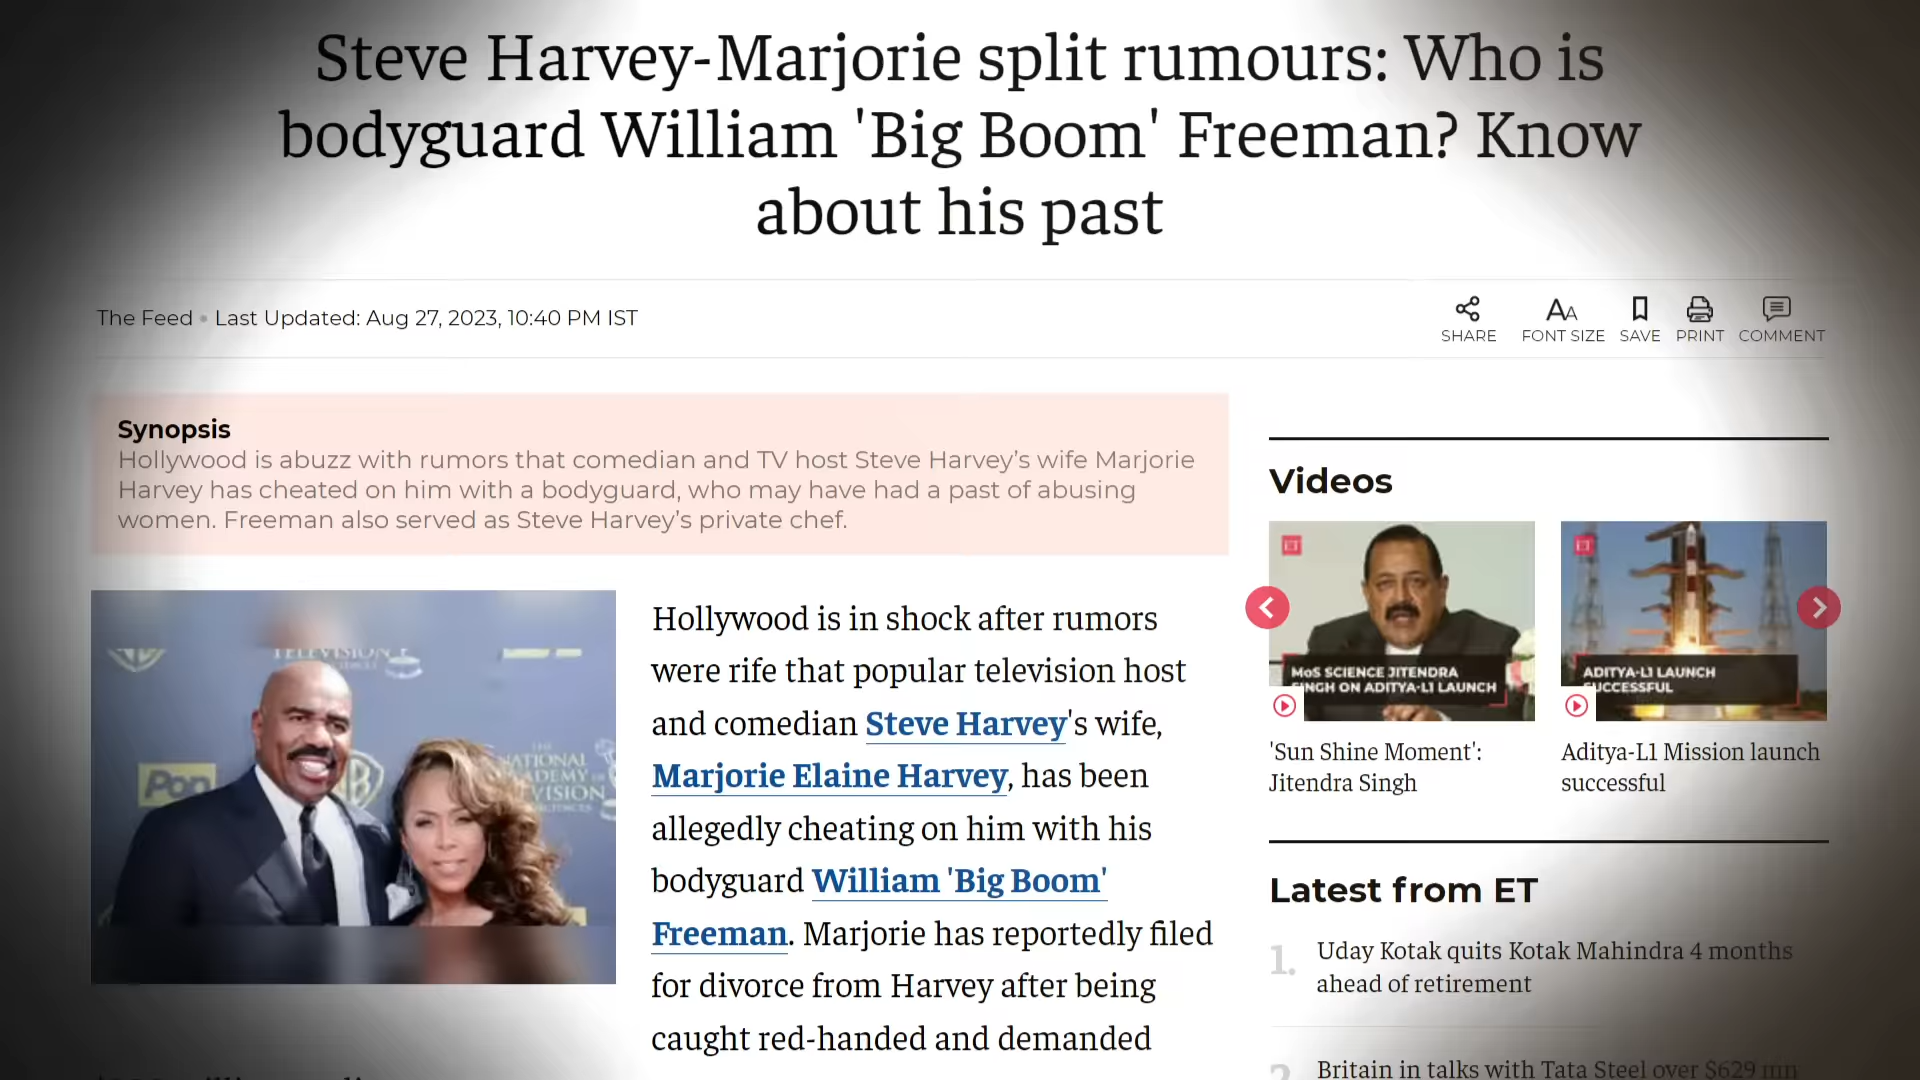 Steve Harvey-Marjorie split rumours: Who is
bodyguard William 'Big Boom' Freeman? Know
about his past
The Feed • Last Updated: Aug 27, 2023, 10:40 PM IST
SHARE
FONT SIZE
SAVE
PRINT
COMMENT
Synopsis
Hollywood is abuzz with rumors that comedian and TV host Steve Harvey's wife Marjorie
Harvey has cheated on him with a bodyguard, who may have had a past of abusing
women. Freeman also served as Steve Harvey's private chef.
TELEVISION
Pop
NATIONAL
Hollywood is in shock after rumors
were rife that popular television host
and comedian Steve Harvey's wife,
Marjorie Elaine Harvey, has been
allegedly cheating on him with his
bodyguard William 'Big Boom'
Freeman. Marjorie has reportedly filed
for divorce from Harvey after being
caught red-handed and demanded
Videos
MoS SCIENCE JITENDRA
SINGH ON ADITYA-L1 LAUNCH
'Sun Shine Moment':
Jitendra Singh
ADITYA-L1 LAUNCH
SUCCESSFUL
Aditya-L1 Mission launch
successful
Latest from ET
1. Uday Kotak quits Kotak Mahindra 4 months
ahead of retirement
2. Britain in talks with Tata Steel over $629 mn